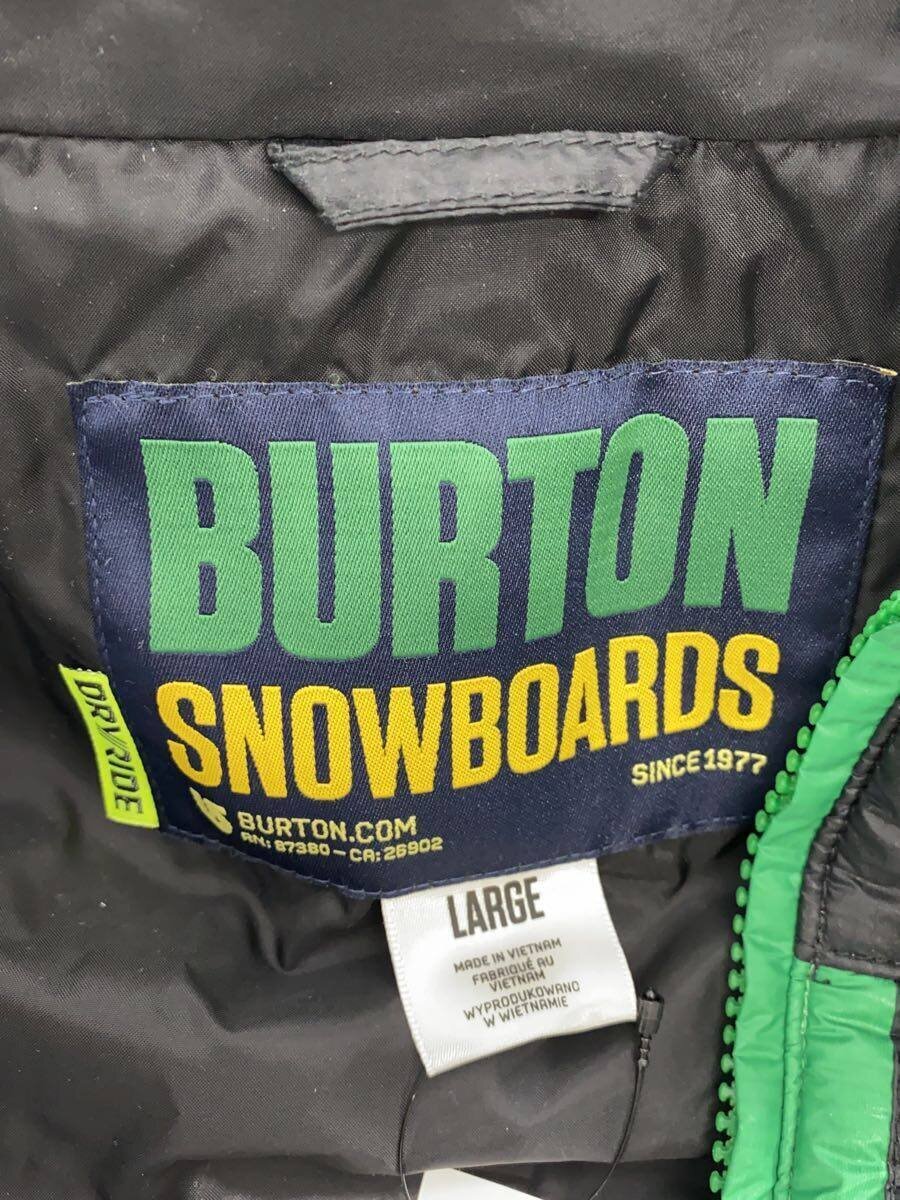 BURTON
SNOWBOARDS
SINCE 1977
DRYRIDE
BURTON.COM
RN: 87380 – CA: 26902
LARGE
MADE IN VIETNAM
FABRIQUÉ AU
VIETNAM
WYPRODUKOWANO
W WIETNAMIE